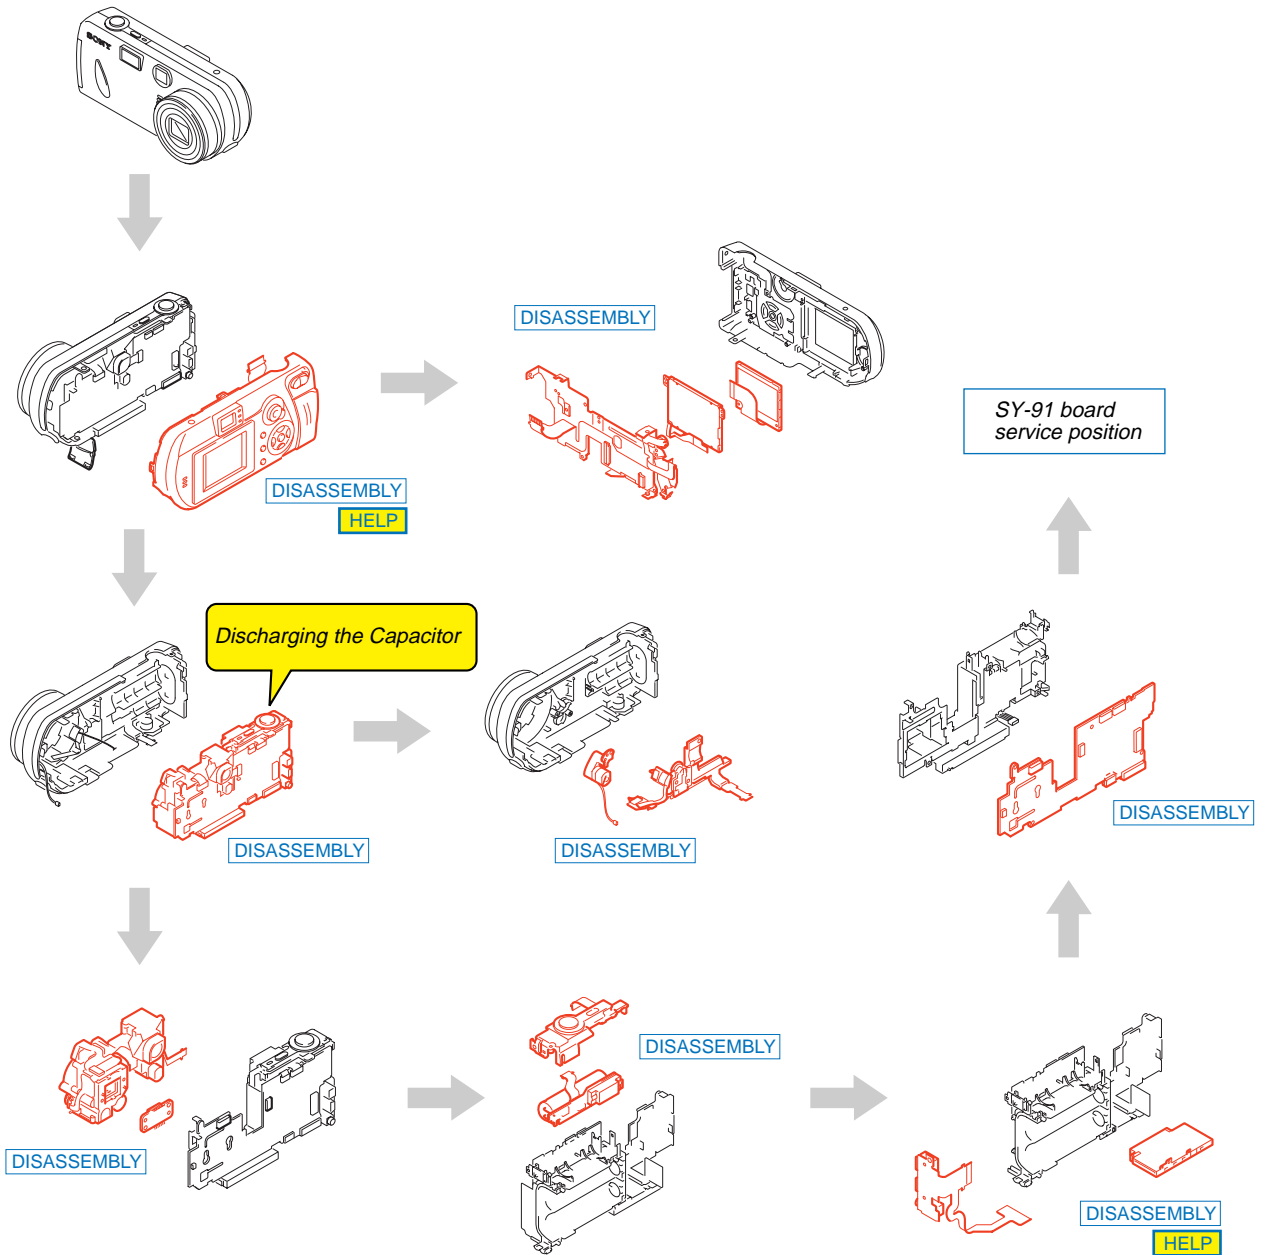 SONY
DISASSEMBLY
SY-91 board
service position
DISASSEMBLY
HELP
Discharging the Capacitor
DISASSEMBLY
DISASSEMBLY
DISASSEMBLY
DISASSEMBLY
DISASSEMBLY
DISASSEMBLY
HELP